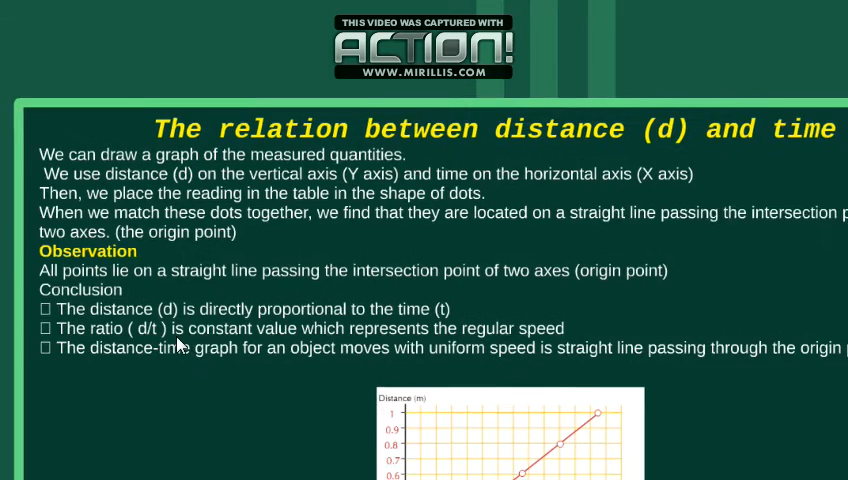 THIS VIDEO WAS CAPTURED WITH
ACTION!
WWW.MIRILLIS.COM
The relation between distance (d) and time
We can draw a graph of the measured quantities.
We use distance (d) on the vertical axis (Y axis) and time on the horizontal axis (X axis)
Then, we place the reading in the table in the shape of dots.
When we match these dots together, we find that they are located on a straight line passing the intersection
two axes. (the origin point)
Observation
All points lie on a straight line passing the intersection point of two axes (origin point)
Conclusion
The distance (d) is directly proportional to the time (t)
The ratio ( d/t ) is constant value which represents the regular speed
The distance-time graph for an object moves with uniform speed is straight line passing through the origin
Distance (m)
1
0.9
0.8
0.7
0.6